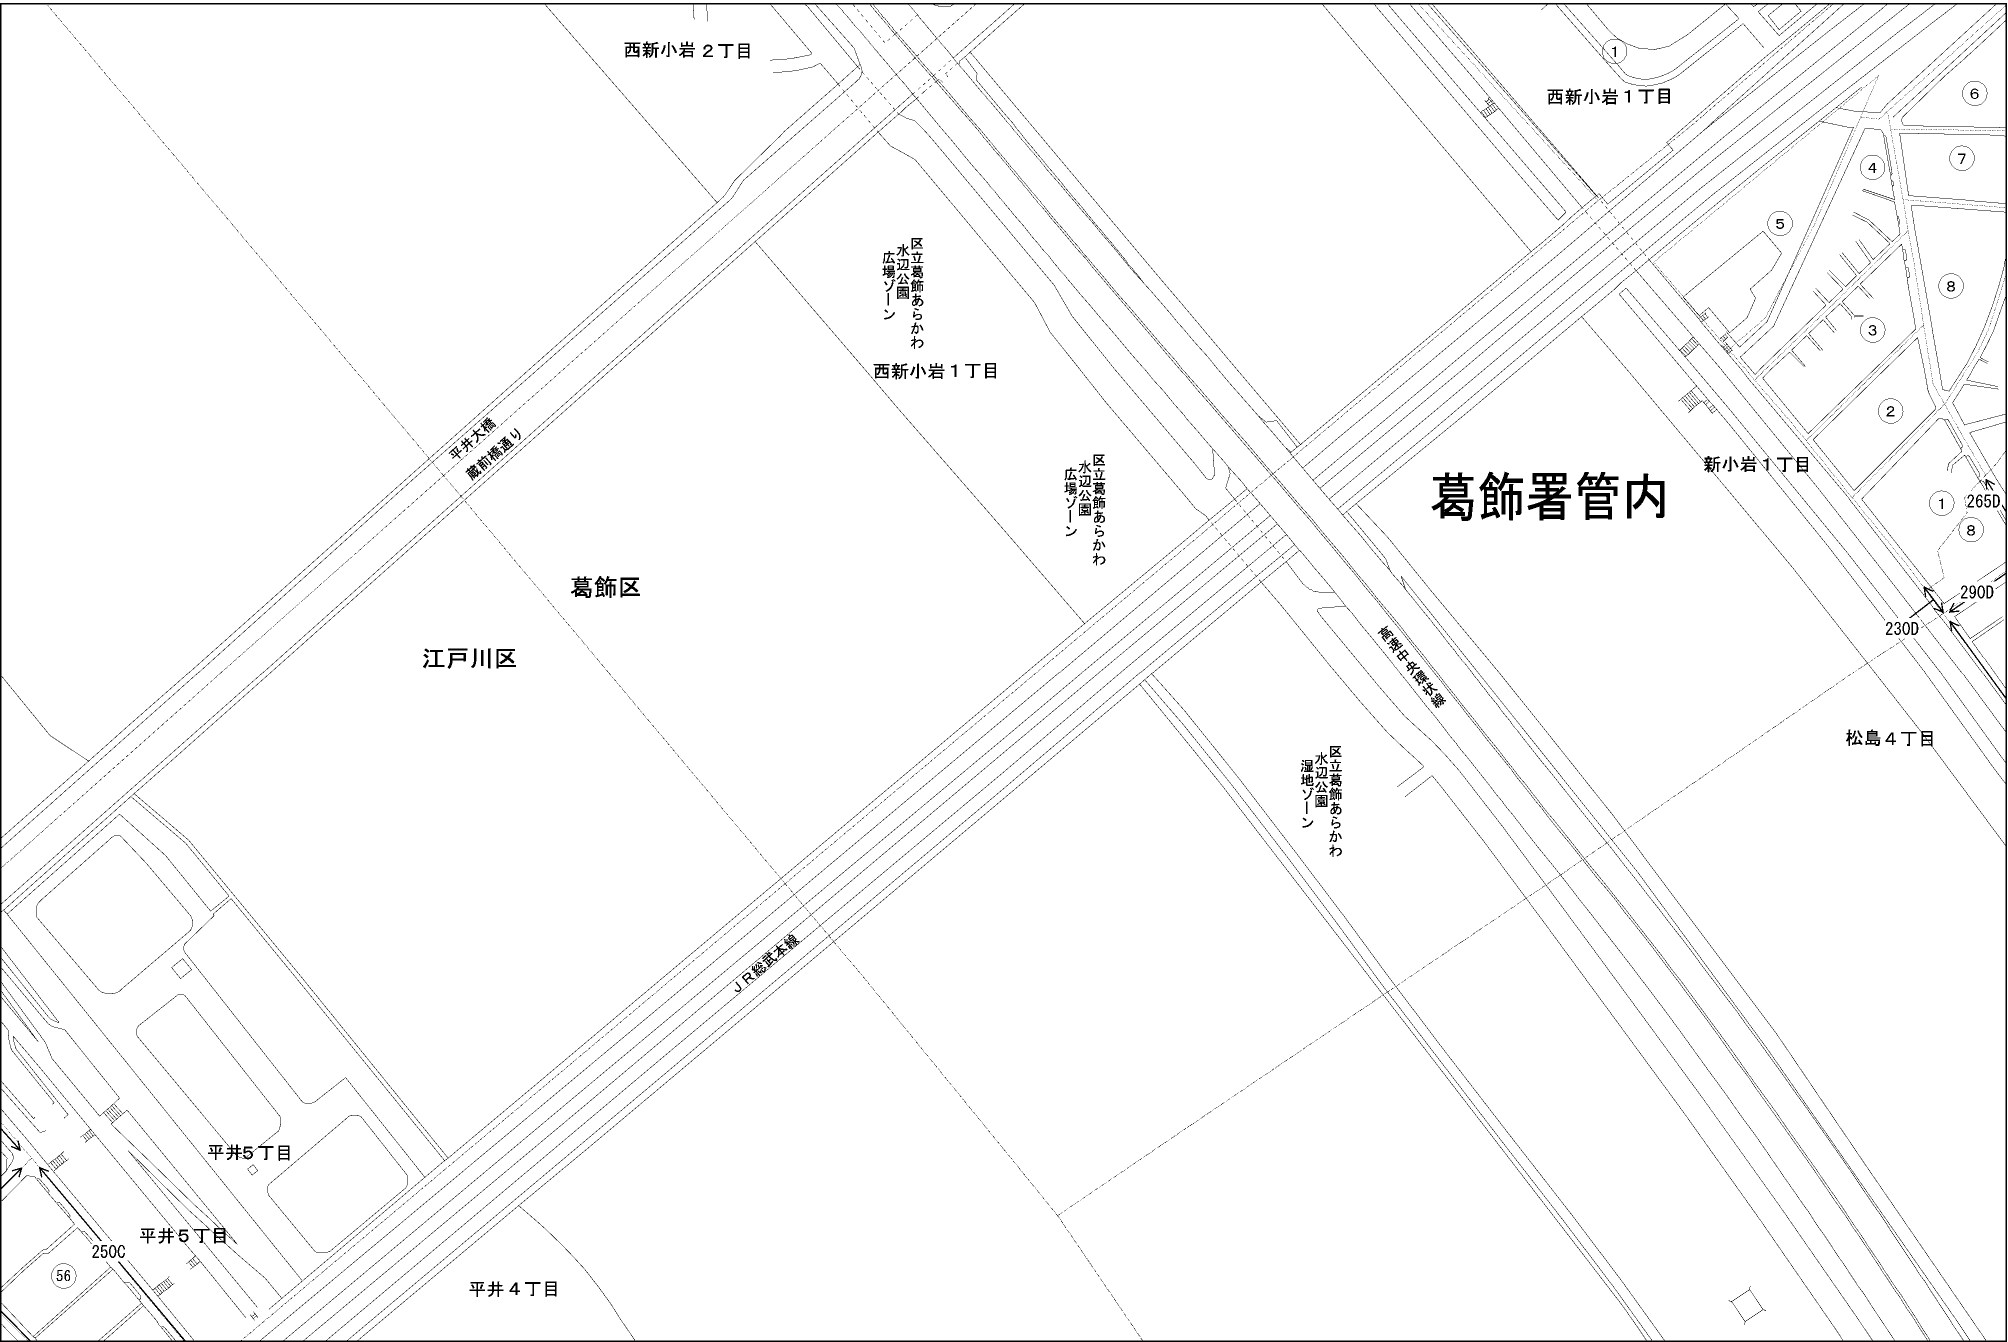 西新小岩２丁目
①
西新小岩１丁目
⑥
⑦
④
⑤
区立葛飾あらかわ
水辺公園
広場ゾーン
⑧
③
西新小岩１丁目
②
平井大橋
蔵前橋通り
区立葛飾あらかわ
水辺公園
広場ゾーン
新小岩１丁目
葛飾署管内
①
265D
⑧
葛飾区
290D
230D
江戸川区
高速中央環状線
松島４丁目
区立葛飾あらかわ
水辺公園
湿地ゾーン
ＪＲ総武本線
平井5丁目
平井５丁目
250C
56
平井４丁目